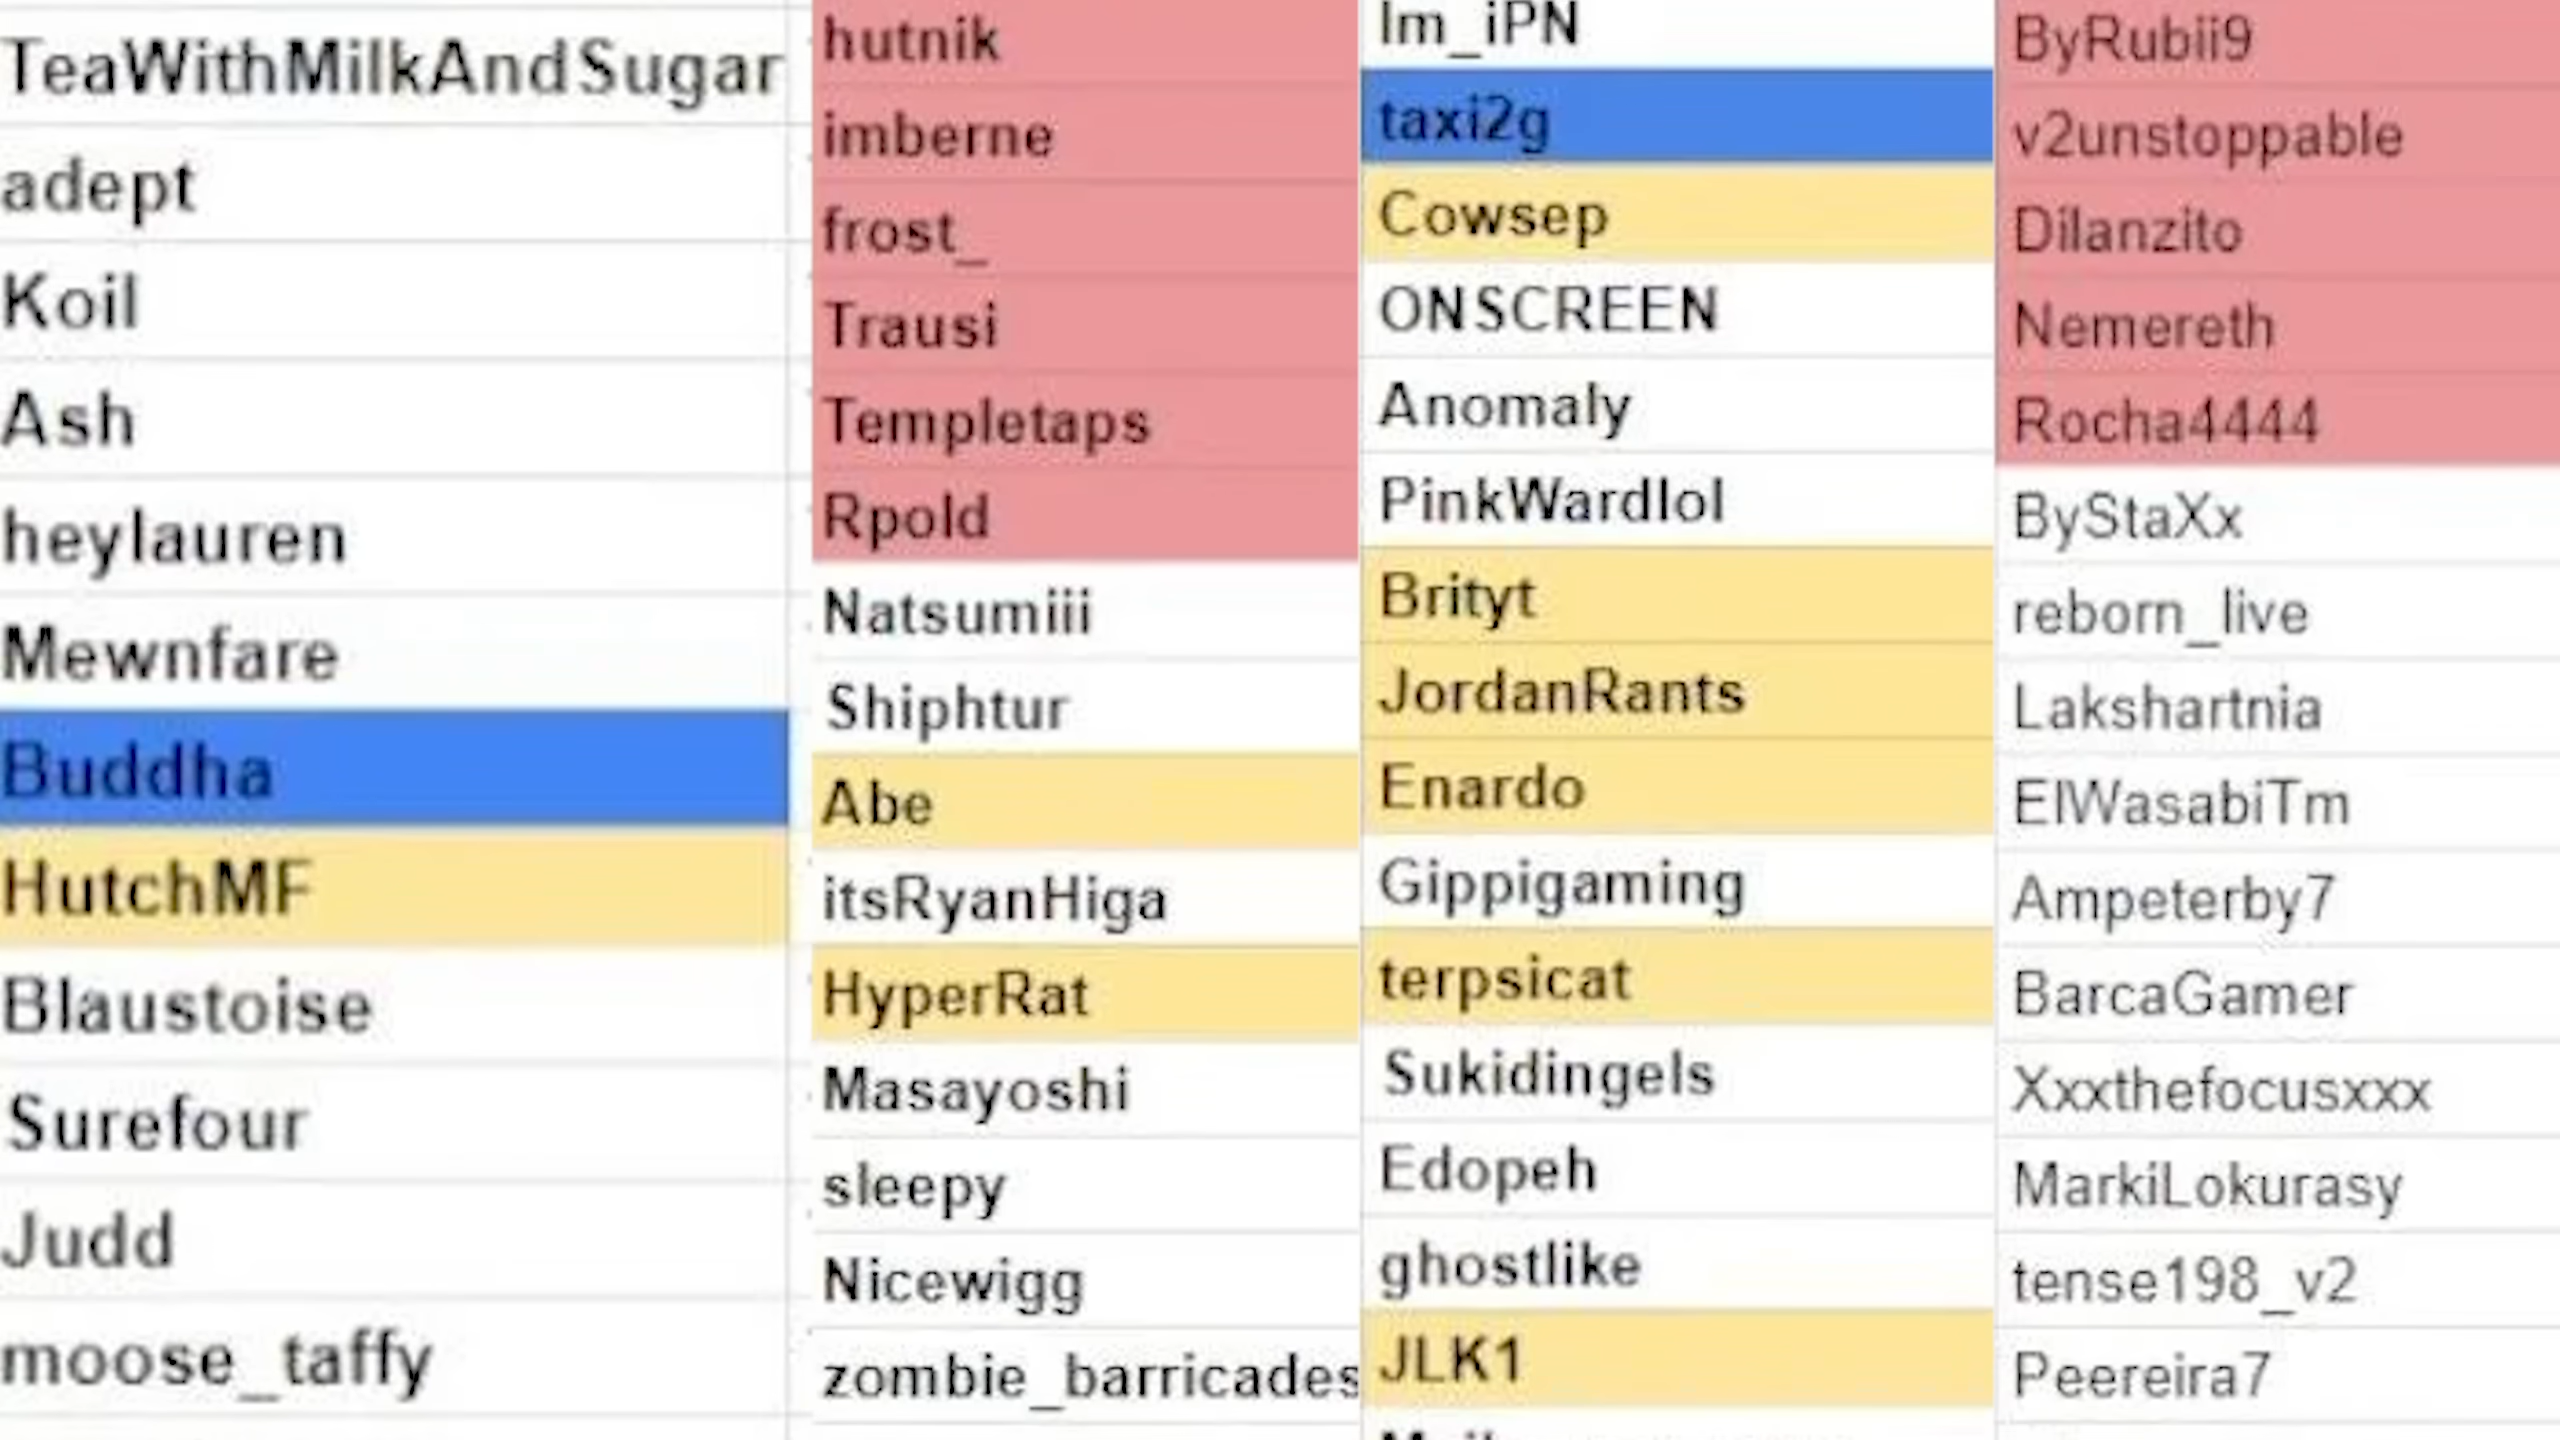 TeaWithMilkAndSugar
adept
Koil
Ash
heylauren
Mewnfare
Buddha
HutchMF
Blaustoise
Surefour
Judd
moose_taffy
hutnik
imberne
frost_
Trausi
Templetaps
Rpold
Natsumiii
Shiphtur
Abe
itsRyanHiga
HyperRat
Masayoshi
sleepy
Nicewigg
zombie_barricades
Im_iPN
taxi2g
Cowsep
ONSCREEN
Anomaly
PinkWardlol
Brityt
JordanRants
Enardo
Gippigaming
terpsicat
Sukidingels
Edopeh
ghostlike
JLK1
ByRubii9
v2unstoppable
Dilanzito
Nemereth
Rocha4444
ByStaXx
reborn_live
Lakshartnia
ElWasabiTm
Ampeterby7
BarcaGamer
Xxxthefocusxxx
MarkiLokurasy
tense198_v2
Peereira7